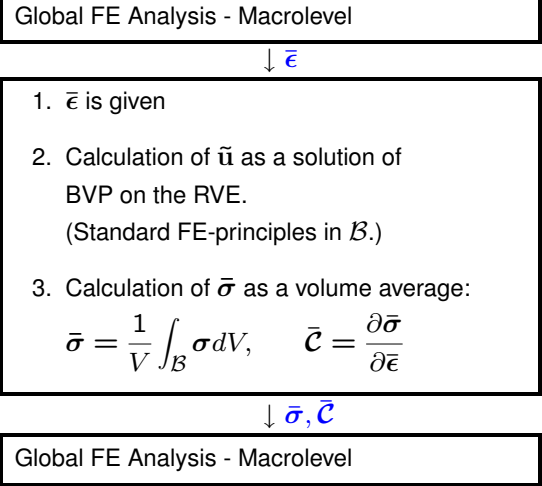 Global FE Analysis - Macrolevel
↓ ϵ̄
1. ϵ̄ is given
2. Calculation of ũ as a solution of
BVP on the RVE.
(Standard FE-principles in ℬ.)
3. Calculation of σ̄ as a volume average:
σ̄ = 1/V ∫_ℬ σdV, 𝓒̄ = ∂σ̄/∂ϵ̄
↓ σ̄, 𝓒̄
Global FE Analysis - Macrolevel